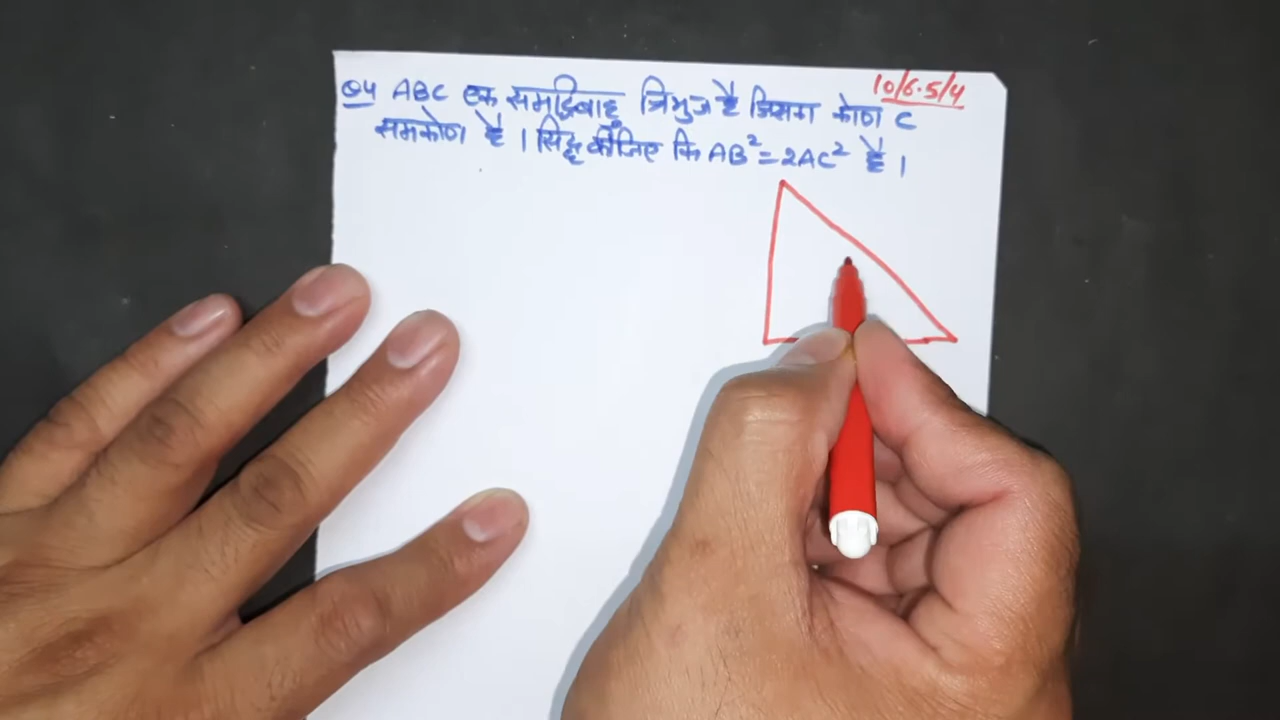 10/6.5/4
Q4 ABC एक समद्विबाहु त्रिभुज है जिसका कोण C
समकोण है । सिद्ध कीजिए कि AB²=2AC² है ।